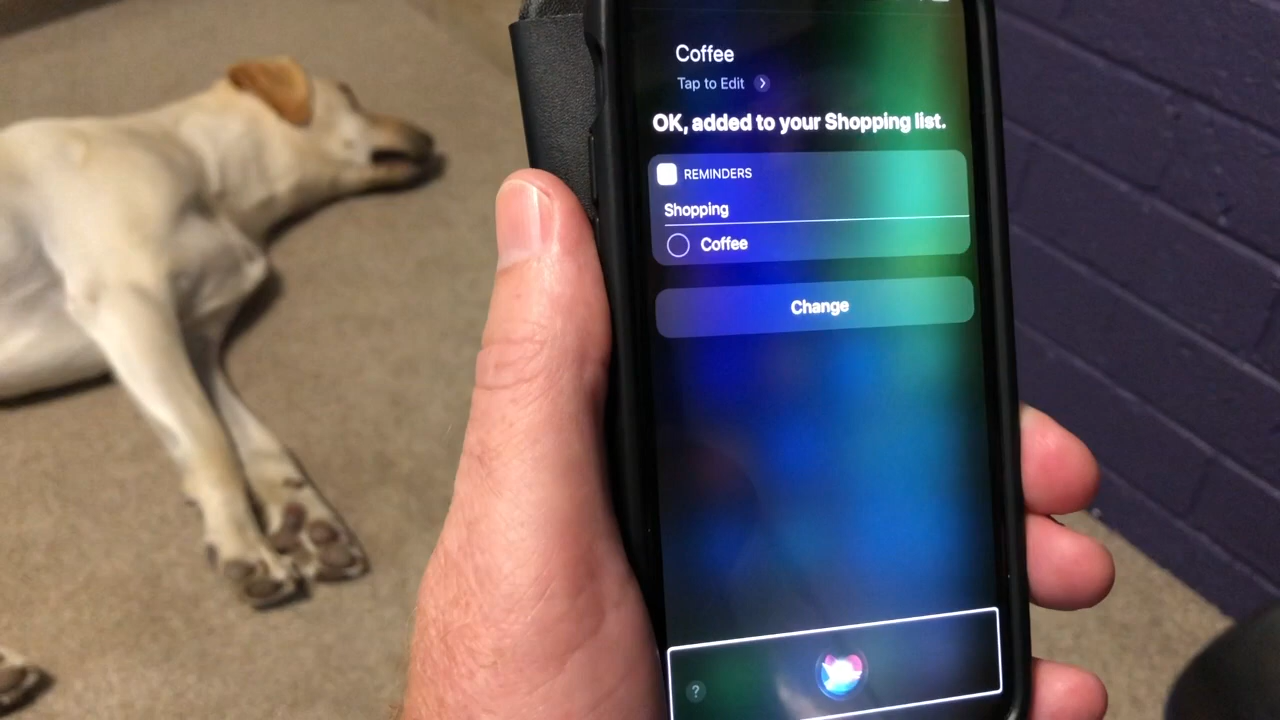 Coffee
Tap to Edit
OK, added to your Shopping list.
REMINDERS
Shopping
Coffee
Change
?